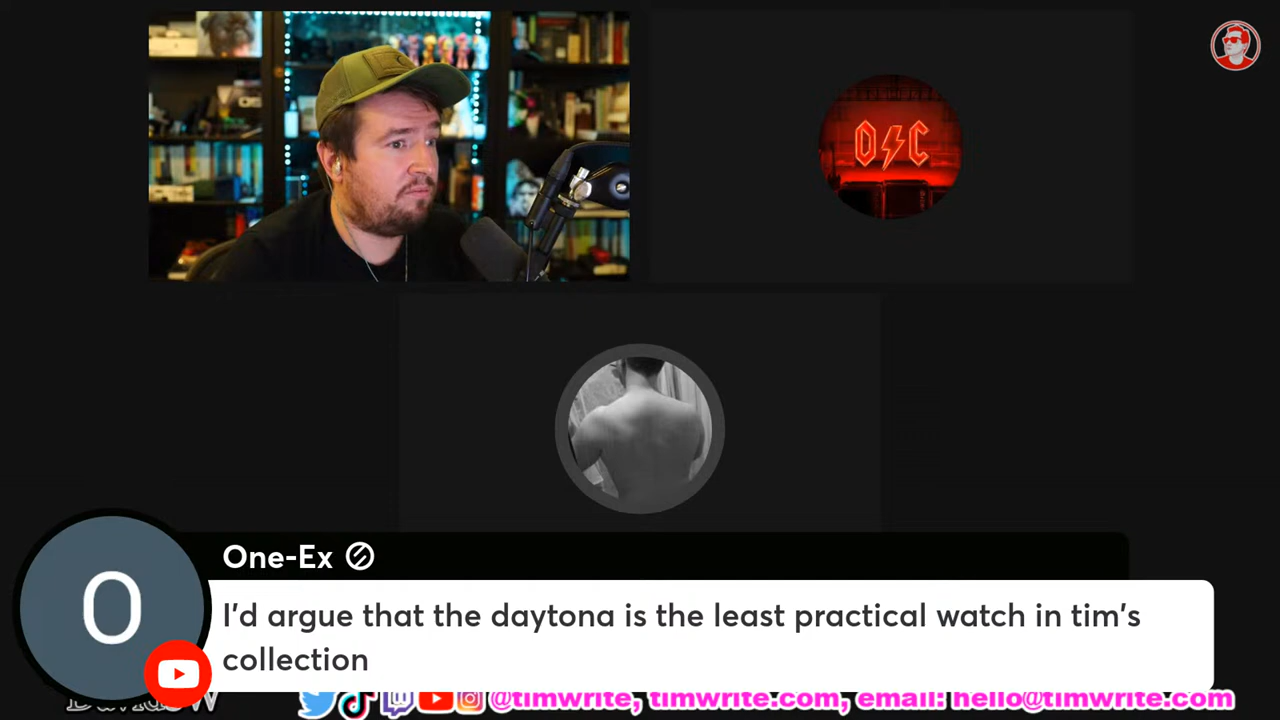 O⚡C
One-Ex
I'd argue that the daytona is the least practical watch in tim's
collection
O
@timwrite, timwrite.com, email: hello@timwrite.com